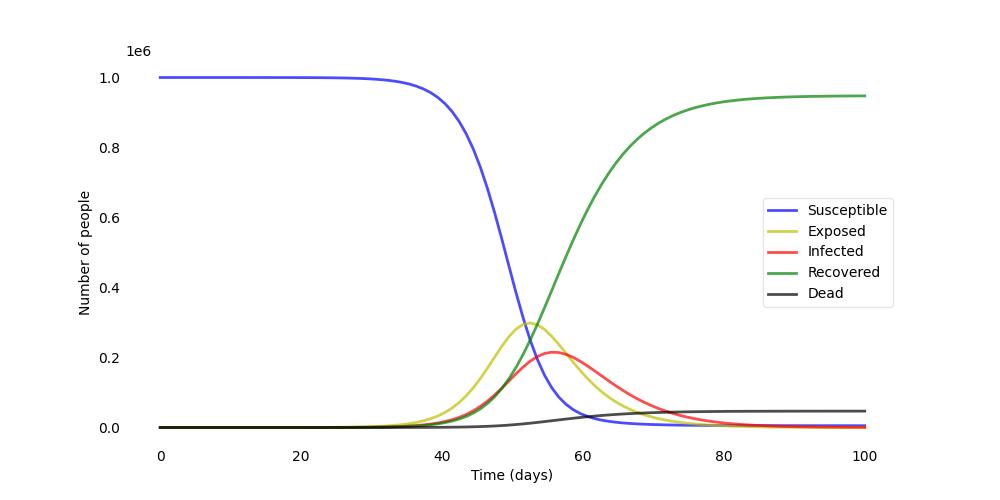 1e6
1.0
0.8
0.6
0.4
0.2
0.0
Number of people
0 20 40 60 80 100
Time (days)
Susceptible
Exposed
Infected
Recovered
Dead